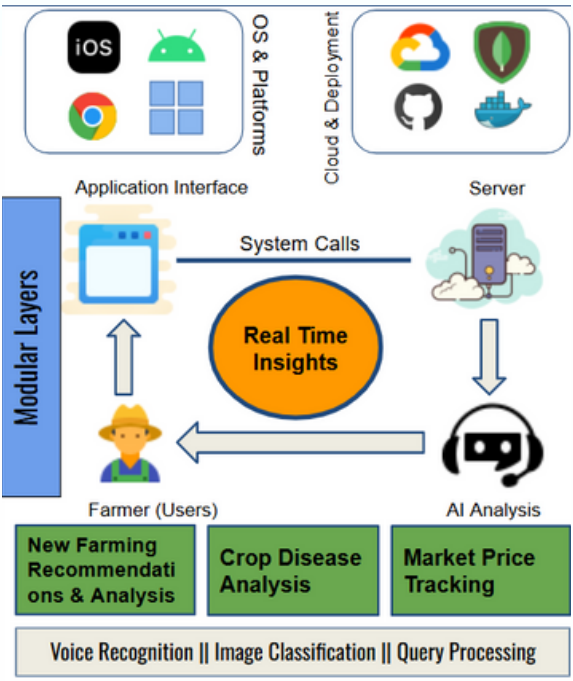 iOS
OS & Platforms
Cloud & Deployment
Application Interface
Server
System Calls
Modular Layers
Real Time
Insights
Farmer (Users)
AI Analysis
New Farming
Recommendati
ons & Analysis
Crop Disease
Analysis
Market Price
Tracking
Voice Recognition || Image Classification || Query Processing